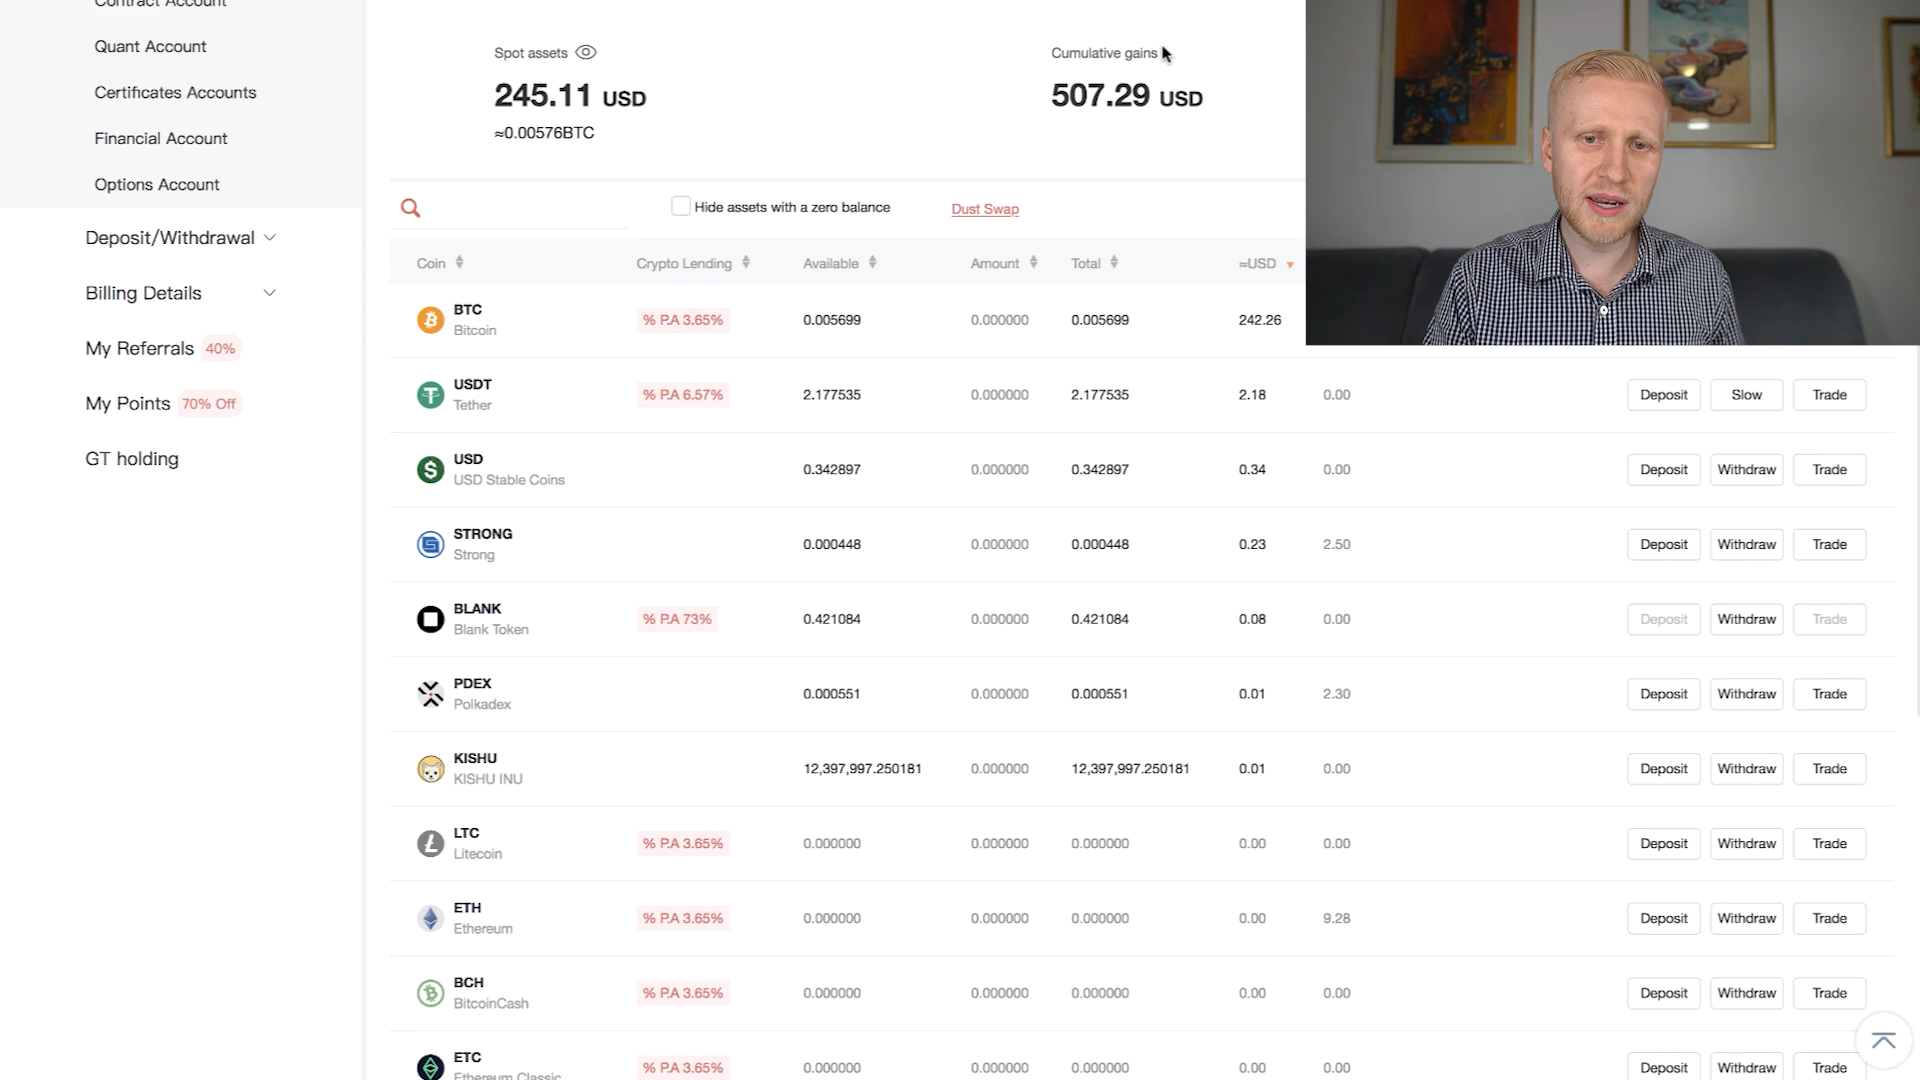 Contract Account
Quant Account
Certificates Accounts
Financial Account
Options Account
Deposit/Withdrawal
Billing Details
My Referrals 40%
My Points 70% Off
GT holding
Spot assets
245.11 USD
≈0.00576BTC
Cumulative gains
507.29 USD
Hide assets with a zero balance Dust Swap
Coin Crypto Lending Available Amount Total ≈USD
BTC
Bitcoin
% P.A 3.65% 0.005699 0.000000 0.005699 242.26
USDT
Tether
% P.A 6.57% 2.177535 0.000000 2.177535 2.18 0.00 Deposit Slow Trade
USD
USD Stable Coins
0.342897 0.000000 0.342897 0.34 0.00 Deposit Withdraw Trade
STRONG
Strong
0.000448 0.000000 0.000448 0.23 2.50 Deposit Withdraw Trade
BLANK
Blank Token
% P.A 73% 0.421084 0.000000 0.421084 0.08 0.00 Deposit Withdraw Trade
PDEX
Polkadex
0.000551 0.000000 0.000551 0.01 2.30 Deposit Withdraw Trade
KISHU
KISHU INU
12,397,997.250181 0.000000 12,397,997.250181 0.01 0.00 Deposit Withdraw Trade
LTC
Litecoin
% P.A 3.65% 0.000000 0.000000 0.000000 0.00 0.00 Deposit Withdraw Trade
ETH
Ethereum
% P.A 3.65% 0.000000 0.000000 0.000000 0.00 9.28 Deposit Withdraw Trade
BCH
BitcoinCash
% P.A 3.65% 0.000000 0.000000 0.000000 0.00 0.00 Deposit Withdraw Trade
ETC
Ethereum Classic
% P.A 3.65% 0.000000 0.000000 0.000000 0.00 0.00 Deposit Withdraw Trade